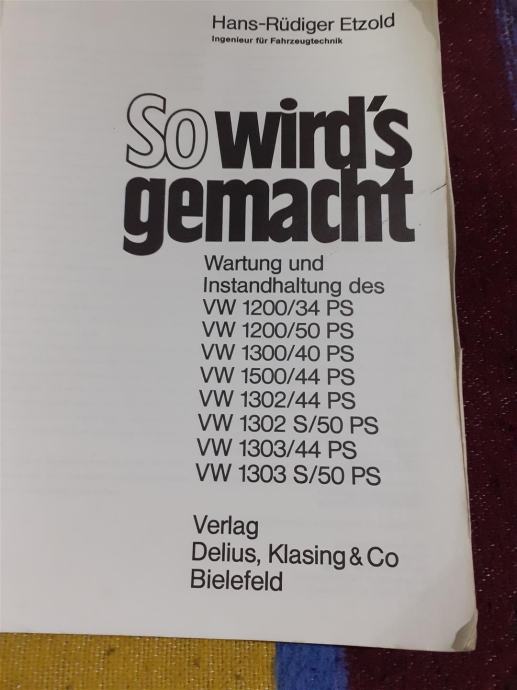 Hans-Rüdiger Etzold
Ingenieur für Fahrzeugtechnik
So wird's
gemacht
Wartung und
Instandhaltung des
VW 1200/34 PS
VW 1200/50 PS
VW 1300/40 PS
VW 1500/44 PS
VW 1302/44 PS
VW 1302 S/50 PS
VW 1303/44 PS
VW 1303 S/50 PS
Verlag
Delius, Klasing & Co
Bielefeld